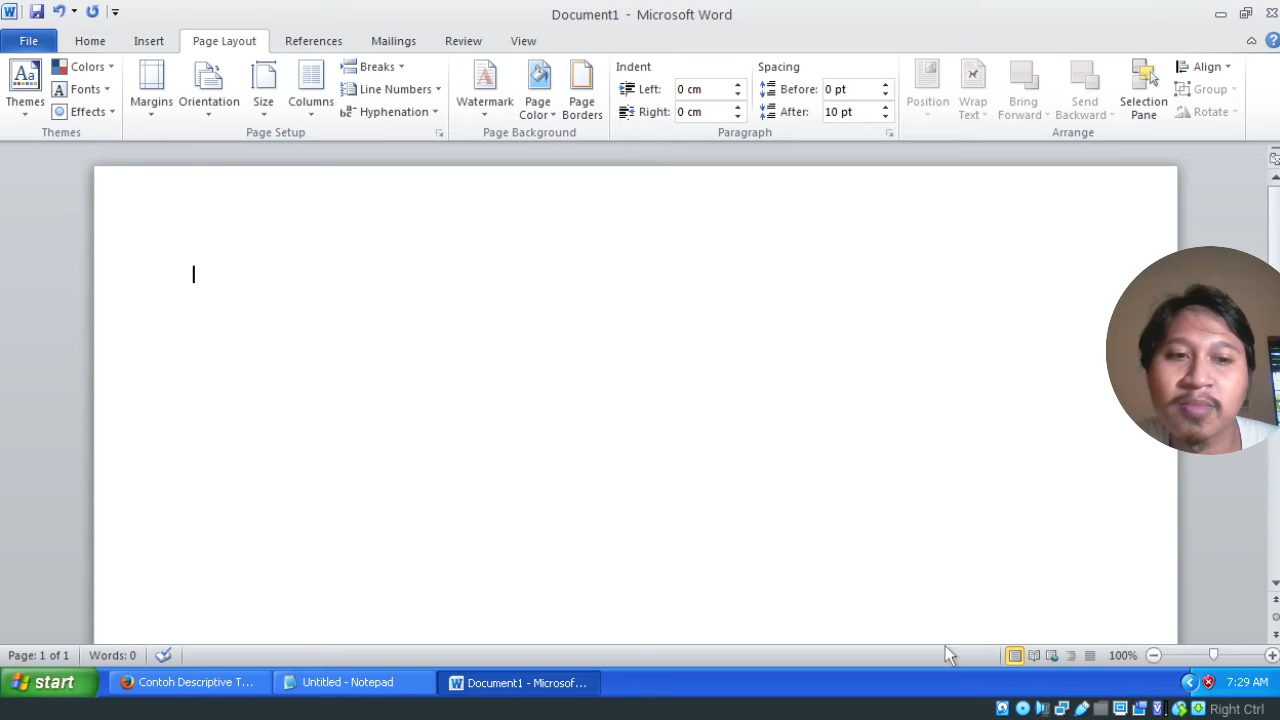 Document1 - Microsoft Word
File Home Insert Page Layout References Mailings Review View
Themes
Colors
Fonts
Effects
Themes
Margins
Orientation
Size
Columns
Breaks
Line Numbers
Hyphenation
Page Setup
Watermark
Page Color
Page Borders
Page Background
Indent
Left: 0 cm
Right: 0 cm
Spacing
Before: 0 pt
After: 10 pt
Paragraph
Position
Wrap Text
Bring Forward
Send Backward
Selection Pane
Align
Group
Rotate
Arrange
Page: 1 of 1 Words: 0 100%
start Contoh Descriptive T... Untitled - Notepad Document1 - Microsof... 7:29 AM
Right Ctrl